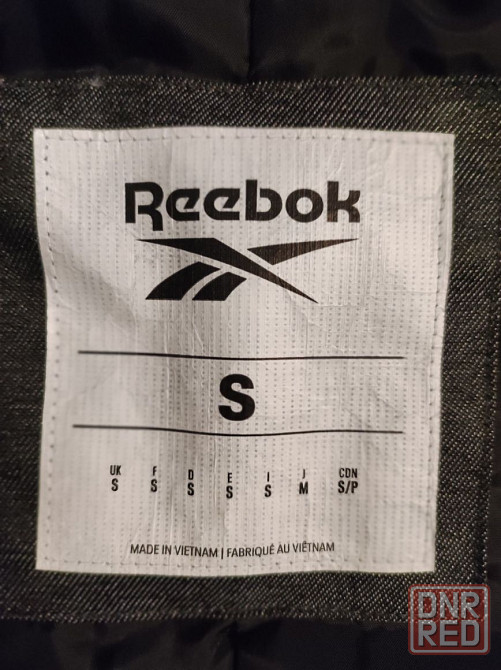 Reebok
S
UK F D E I J CDN
S S S S S M S/P
MADE IN VIETNAM | FABRIQUÉ AU VIÊTNAM
DNR
RED